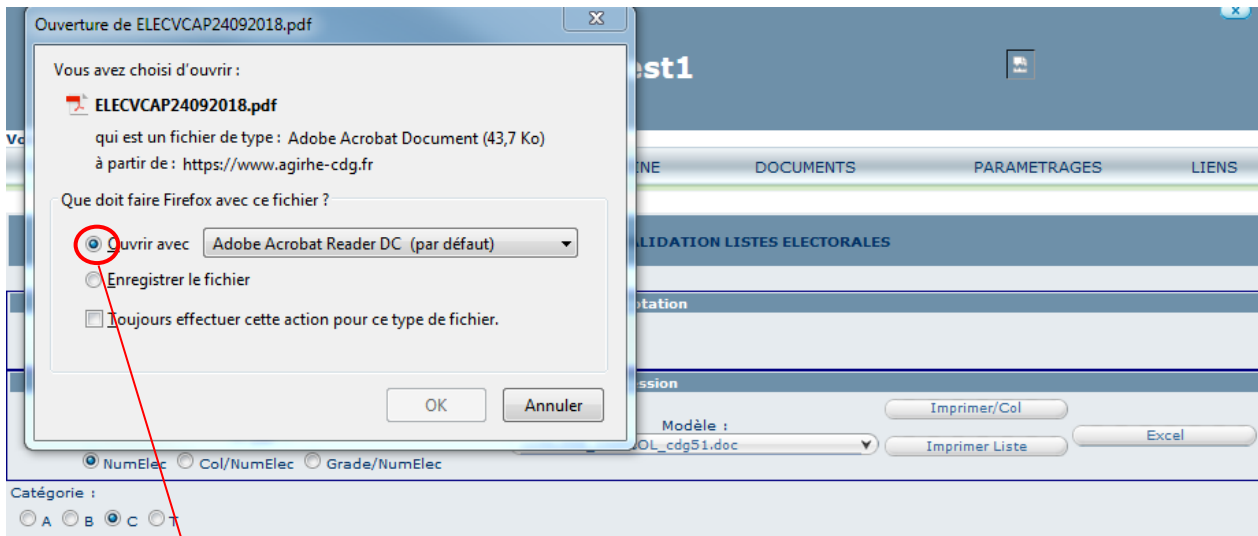 Ouverture de ELECVCAP24092018.pdf
Vous avez choisi d'ouvrir :
ELECVCAP24092018.pdf
qui est un fichier de type : Adobe Acrobat Document (43,7 Ko)
à partir de : https://www.agirhe-cdg.fr
Que doit faire Firefox avec ce fichier ?
Ouvrir avec Adobe Acrobat Reader DC (par défaut)
Enregistrer le fichier
Toujours effectuer cette action pour ce type de fichier.
OK Annuler
est1
DOCUMENTS PARAMETRAGES LIENS
LISTES ELECTORALES
Modèle :
OL_cdg51.doc
Imprimer/Col
Imprimer Liste
Excel
NumElec Col/NumElec Grade/NumElec
Catégorie :
A B C T